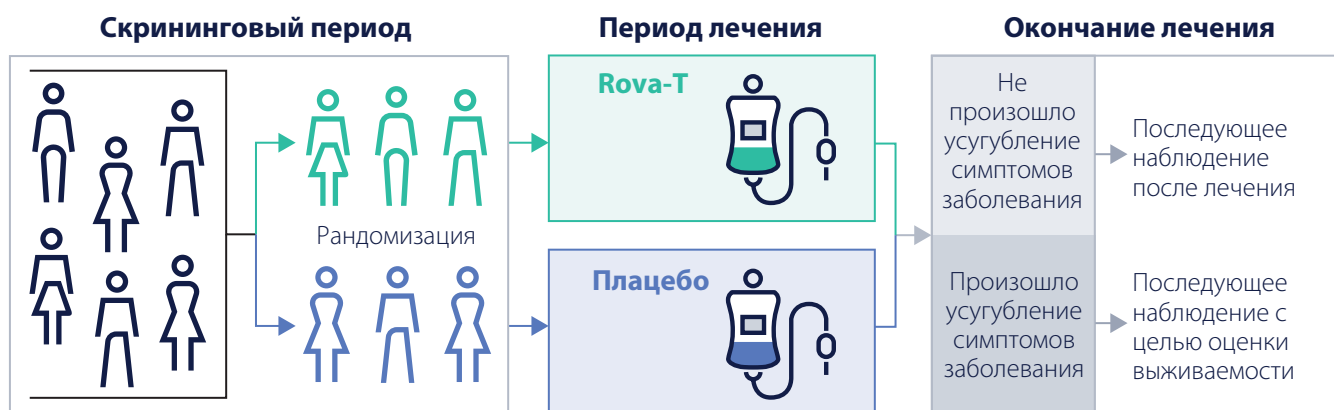 Скрининговый период
Период лечения
Окончание лечения
Рандомизация
Rova-T
Плацебо
Не
произошло
усугубление
симптомов
заболевания
Последующее
наблюдение
после лечения
Произошло
усугубление
симптомов
заболевания
Последующее
наблюдение с
целью оценки
выживаемости